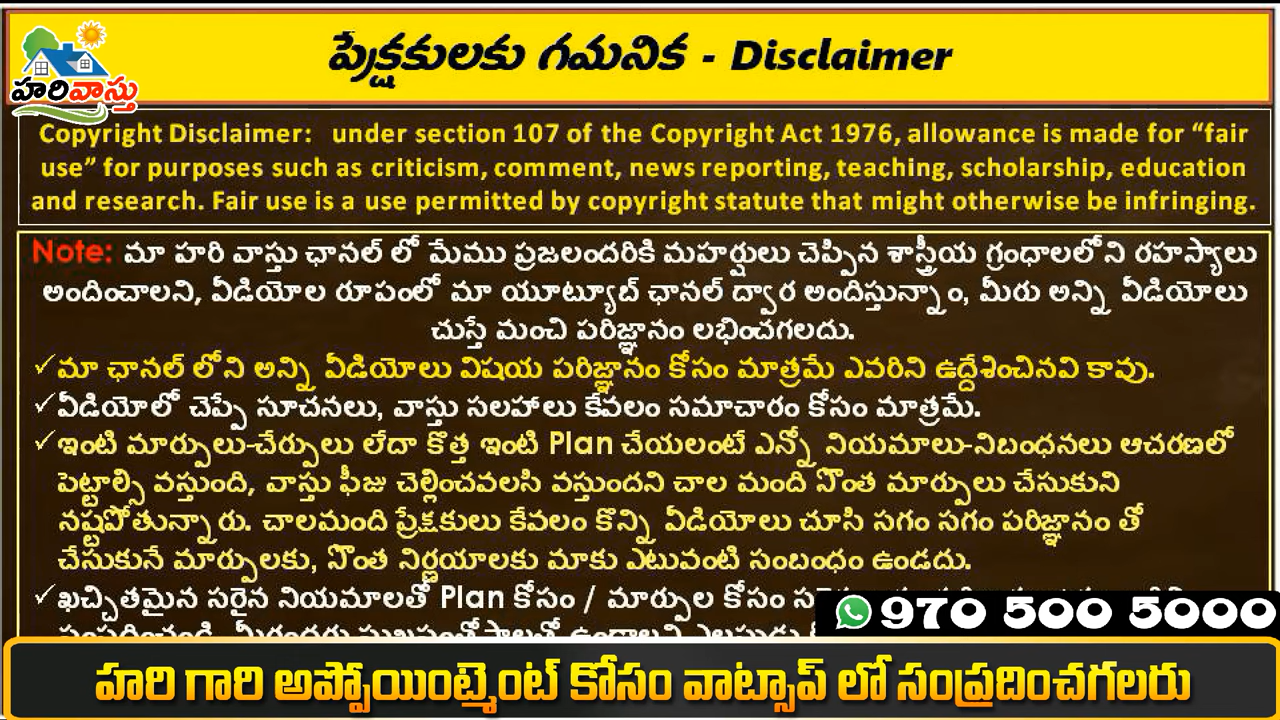 హరివాస్తు
ప్రేక్షకులకు గమనిక - Disclaimer
Copyright Disclaimer: under section 107 of the Copyright Act 1976, allowance is made for “fair
use” for purposes such as criticism, comment, news reporting, teaching, scholarship, education
and research. Fair use is a use permitted by copyright statute that might otherwise be infringing.
Note: మా హరి వాస్తు ఛానల్ లో మేము ప్రజలందరికి మహర్షులు చెప్పిన శాస్త్రీయ గ్రంధాలలోని రహస్యాలు
అందించాలని, వీడియోల రూపంలో మా యూట్యూబ్ ఛానల్ ద్వార అందిస్తున్నాం, మీరు అన్ని వీడియోలు
చుస్తే మంచి పరిజ్ఞానం లభించగలదు.
✓మా ఛానల్ లోని అన్ని వీడియోలు విషయ పరిజ్ఞానం కోసం మాత్రమే ఎవరిని ఉద్దేశించినవి కావు.
✓వీడియోలో చెప్పే సూచనలు, వాస్తు సలహాలు కేవలం సమాచారం కోసం మాత్రమే.
✓ఇంటి మార్పులు-చేర్పులు లేదా కొత్త ఇంటి Plan చేయలంటే ఎన్నో నియమాలు-నిబంధనలు ఆచరణలో
పెట్టాల్సి వస్తుంది, వాస్తు ఫీజు చెల్లించవలసి వస్తుందని చాల మంది సొంత మార్పులు చేసుకుని
నష్టపోతున్నారు. చాలమంది ప్రేక్షకులు కేవలం కొన్ని వీడియోలు చూసి సగం సగం పరిజ్ఞానం తో
చేసుకునే మార్పులకు, సొంత నిర్ణయాలకు మాకు ఎటువంటి సంబంధం ఉండదు.
✓ఖచ్చితమైన సరైన నియమాలతో Plan కోసం / మార్పుల కోసం
970 500 5000
హరి గారి అప్పోయింట్మెంట్ కోసం వాట్సాప్ లో సంప్రదించగలరు